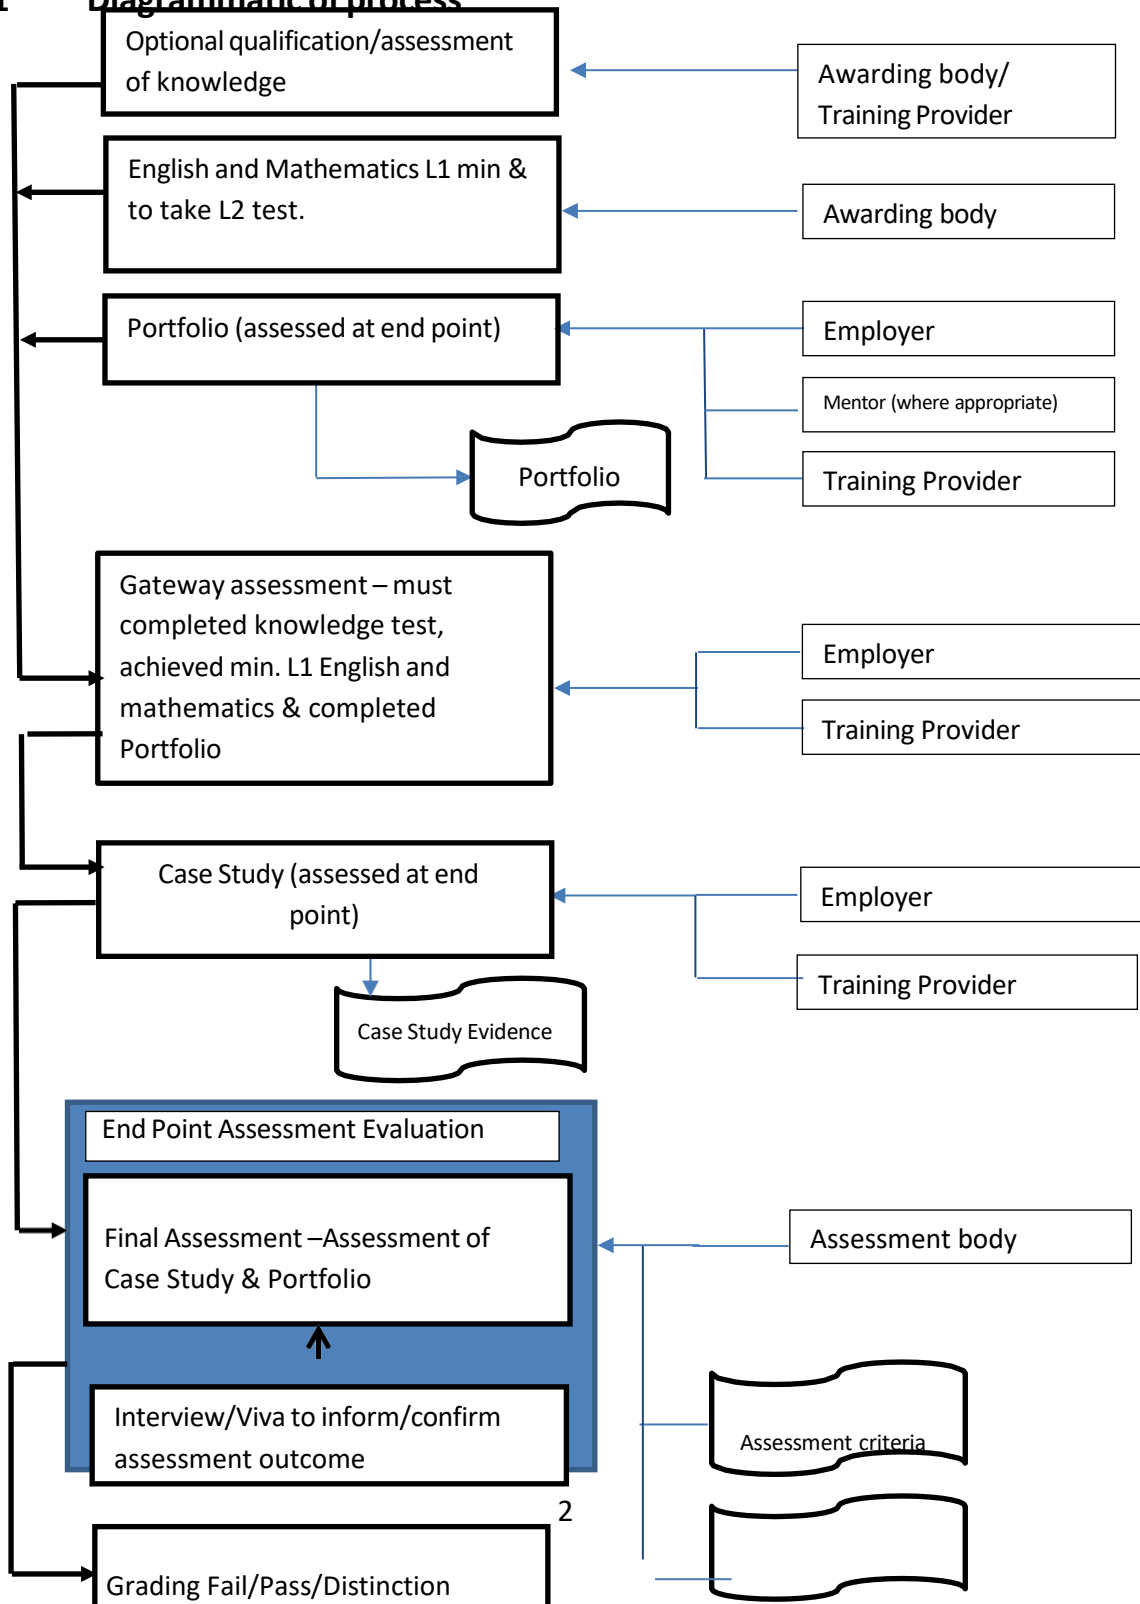 1 Diagrammatic of process
Optional qualification/assessment
of knowledge
Awarding body/
Training Provider
English and Mathematics L1 min &
to take L2 test.
Awarding body
Portfolio (assessed at end point)
Employer
Mentor (where appropriate)
Training Provider
Portfolio
Gateway assessment – must
completed knowledge test,
achieved min. L1 English and
mathematics & completed
Portfolio
Employer
Training Provider
Case Study (assessed at end
point)
Employer
Training Provider
Case Study Evidence
End Point Assessment Evaluation
Final Assessment –Assessment of
Case Study & Portfolio
Assessment body
Interview/Viva to inform/confirm
assessment outcome
Assessment criteria
2
Grading Fail/Pass/Distinction